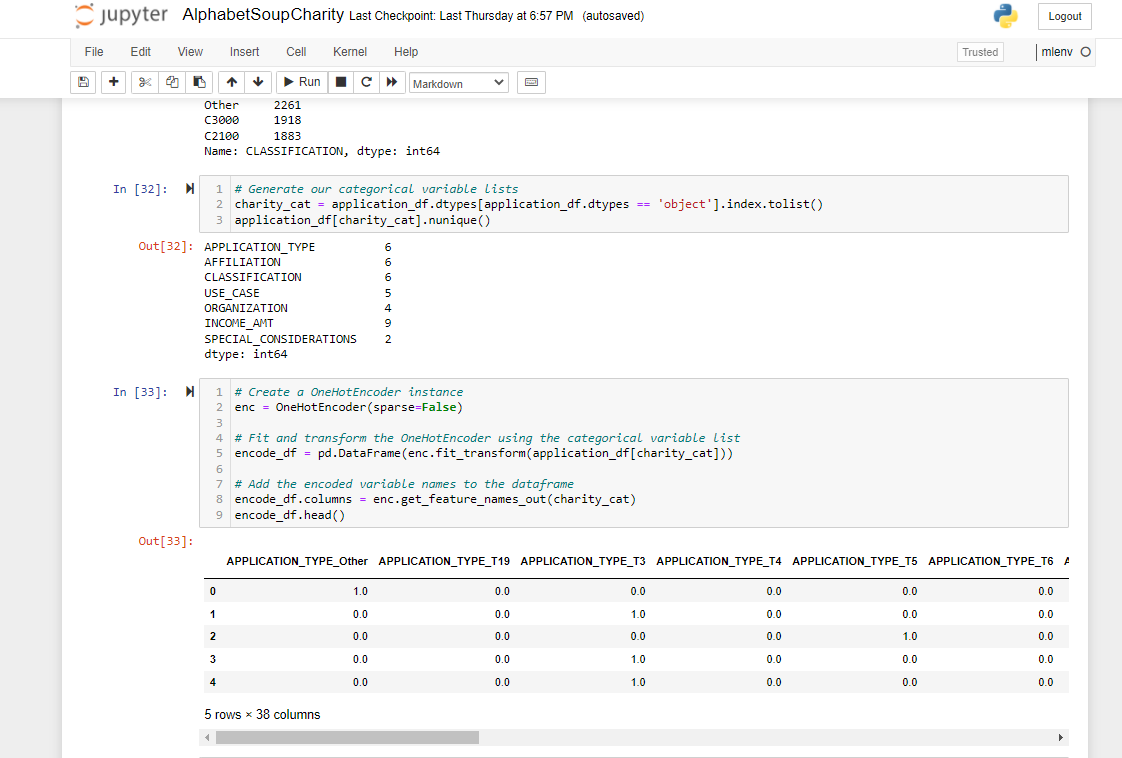 jupyter AlphabetSoupCharity Last Checkpoint: Last Thursday at 6:57 PM (autosaved)
Logout
File Edit View Insert Cell Kernel Help
Trusted
mlenv
Run
Markdown
Other 2261
C3000 1918
C2100 1883
Name: CLASSIFICATION, dtype: int64
In [32]:
1 # Generate our categorical variable lists
2 charity_cat = application_df.dtypes[application_df.dtypes == 'object'].index.tolist()
3 application_df[charity_cat].nunique()
Out[32]:
APPLICATION_TYPE 6
AFFILIATION 6
CLASSIFICATION 6
USE_CASE 5
ORGANIZATION 4
INCOME_AMT 9
SPECIAL_CONSIDERATIONS 2
dtype: int64
In [33]:
1 # Create a OneHotEncoder instance
2 enc = OneHotEncoder(sparse=False)
3
4 # Fit and transform the OneHotEncoder using the categorical variable list
5 encode_df = pd.DataFrame(enc.fit_transform(application_df[charity_cat]))
6
7 # Add the encoded variable names to the dataframe
8 encode_df.columns = enc.get_feature_names_out(charity_cat)
9 encode_df.head()
Out[33]:
APPLICATION_TYPE_Other APPLICATION_TYPE_T19 APPLICATION_TYPE_T3 APPLICATION_TYPE_T4 APPLICATION_TYPE_T5 APPLICATION_TYPE_T6 A
0 1.0 0.0 0.0 0.0 0.0 0.0
1 0.0 0.0 1.0 0.0 0.0 0.0
2 0.0 0.0 0.0 0.0 1.0 0.0
3 0.0 0.0 1.0 0.0 0.0 0.0
4 0.0 0.0 1.0 0.0 0.0 0.0
5 rows × 38 columns